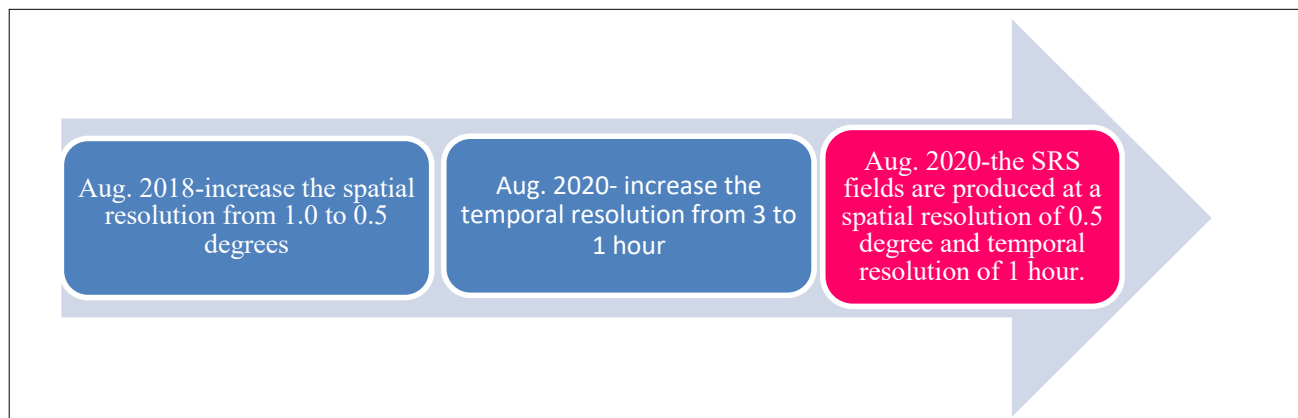 Aug. 2018-increase the spatial
resolution from 1.0 to 0.5
degrees
Aug. 2020- increase the
temporal resolution from 3 to
1 hour
Aug. 2020-the SRS
fields are produced at a
spatial resolution of 0.5
degree and temporal
resolution of 1 hour.